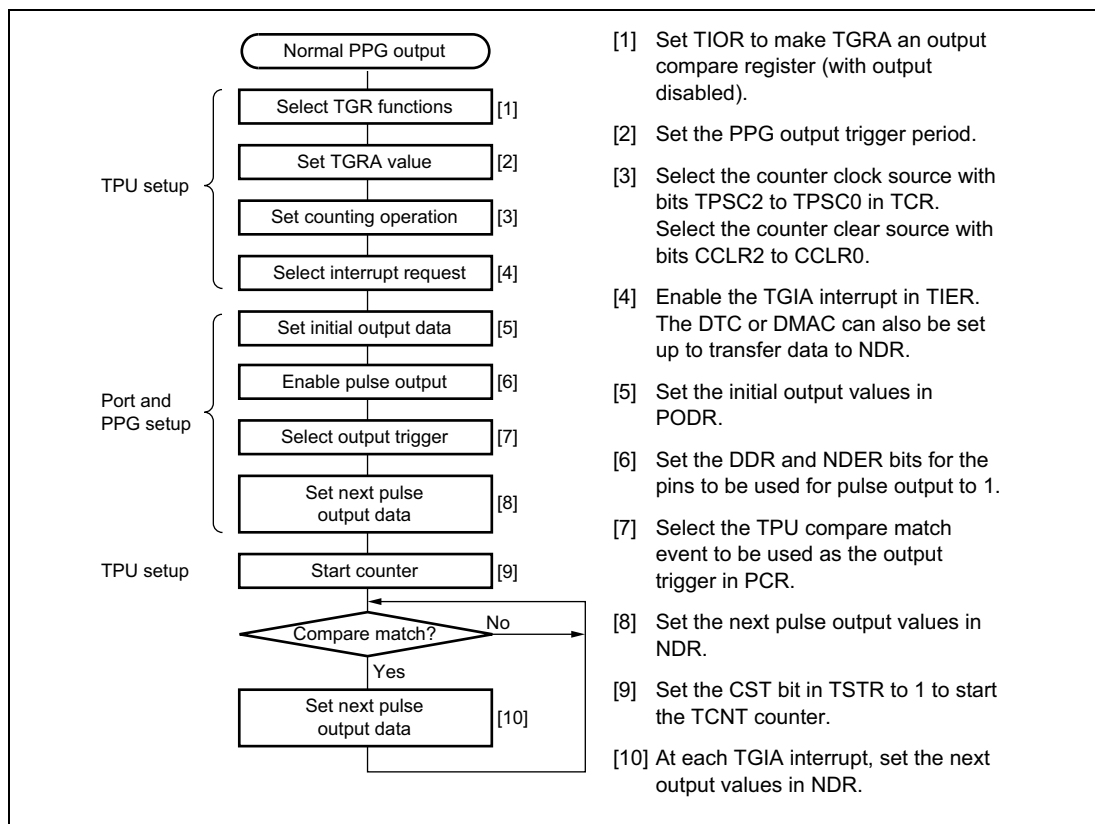 Normal PPG output
Select TGR functions [1]
Set TGRA value [2]
TPU setup
Set counting operation [3]
Select interrupt request [4]
Set initial output data [5]
Enable pulse output [6]
Port and
PPG setup
Select output trigger [7]
Set next pulse
output data
[8]
TPU setup
Start counter [9]
Compare match?
No
Yes
Set next pulse
output data
[10]
[1] Set TIOR to make TGRA an output
compare register (with output
disabled).
[2] Set the PPG output trigger period.
[3] Select the counter clock source with
bits TPSC2 to TPSC0 in TCR.
Select the counter clear source with
bits CCLR2 to CCLR0.
[4] Enable the TGIA interrupt in TIER.
The DTC or DMAC can also be set
up to transfer data to NDR.
[5] Set the initial output values in
PODR.
[6] Set the DDR and NDER bits for the
pins to be used for pulse output to 1.
[7] Select the TPU compare match
event to be used as the output
trigger in PCR.
[8] Set the next pulse output values in
NDR.
[9] Set the CST bit in TSTR to 1 to start
the TCNT counter.
[10] At each TGIA interrupt, set the next
output values in NDR.